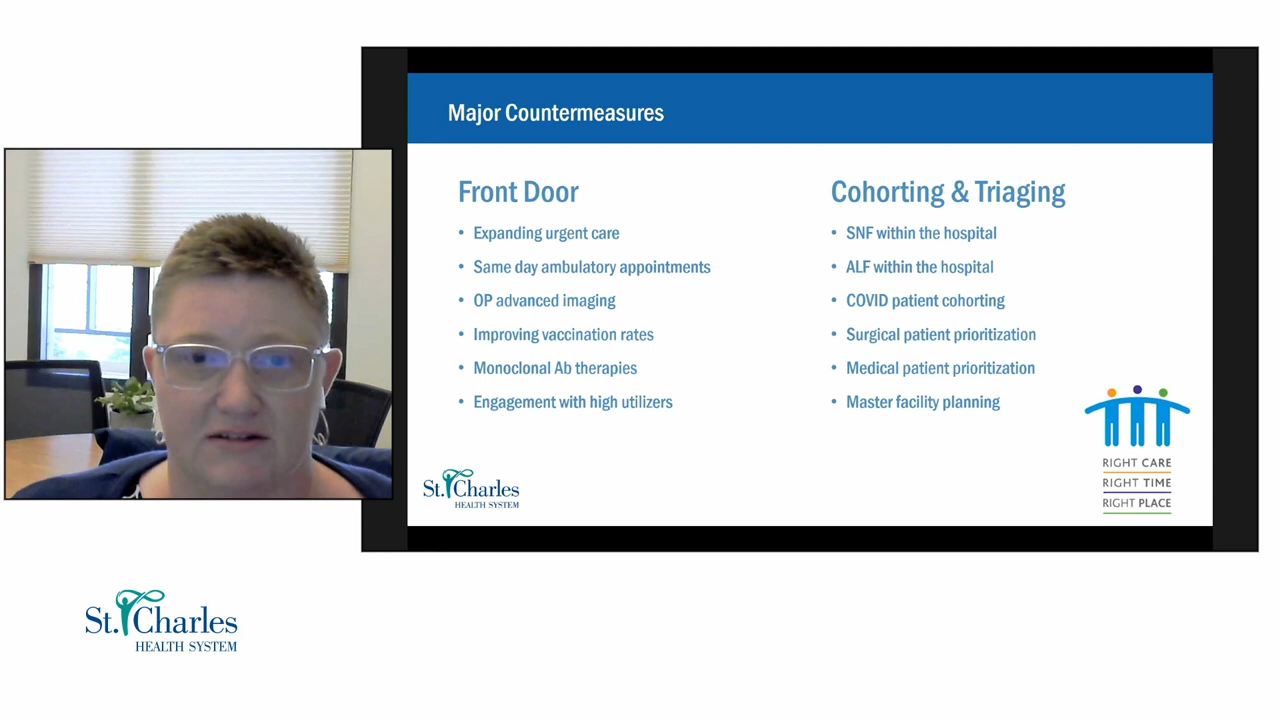 Major Countermeasures
Front Door
• Expanding urgent care
• Same day ambulatory appointments
• OP advanced imaging
• Improving vaccination rates
• Monoclonal Ab therapies
• Engagement with high utilizers
Cohorting & Triaging
• SNF within the hospital
• ALF within the hospital
• COVID patient cohorting
• Surgical patient prioritization
• Medical patient prioritization
• Master facility planning
RIGHT CARE
RIGHT TIME
RIGHT PLACE
St. Charles
HEALTH SYSTEM
St. Charles
HEALTH SYSTEM